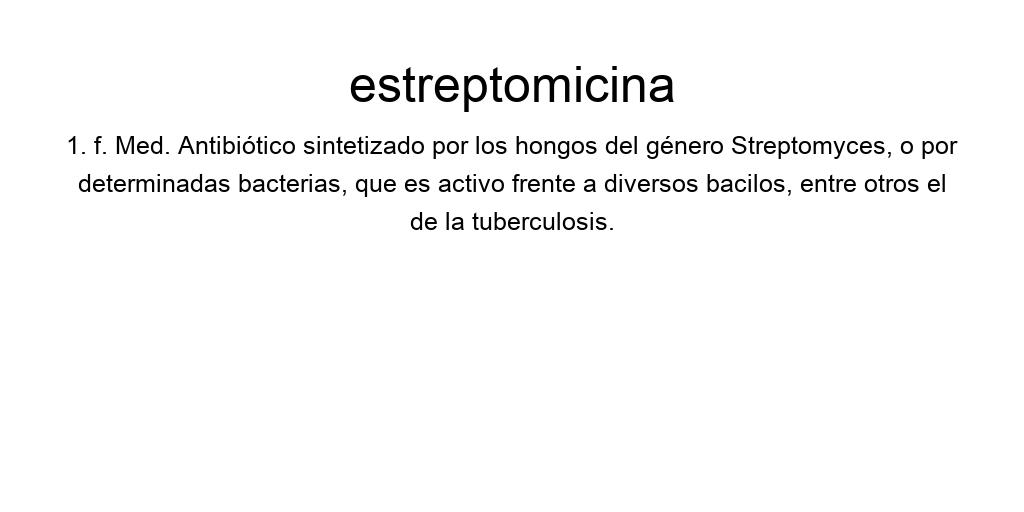 estreptomicina
1. f. Med. Antibiótico sintetizado por los hongos del género Streptomyces, o por
determinadas bacterias, que es activo frente a diversos bacilos, entre otros el
de la tuberculosis.